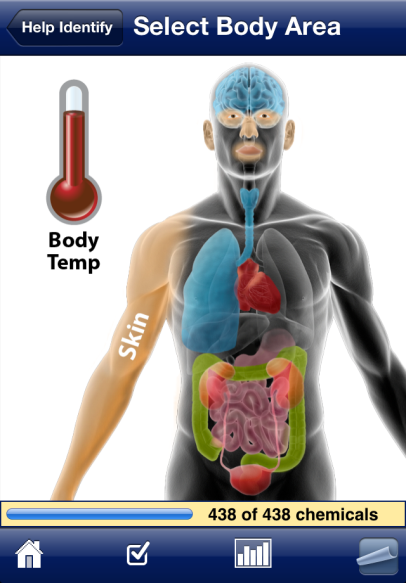 Help Identify
Select Body Area
Body
Temp
Skin
438 of 438 chemicals